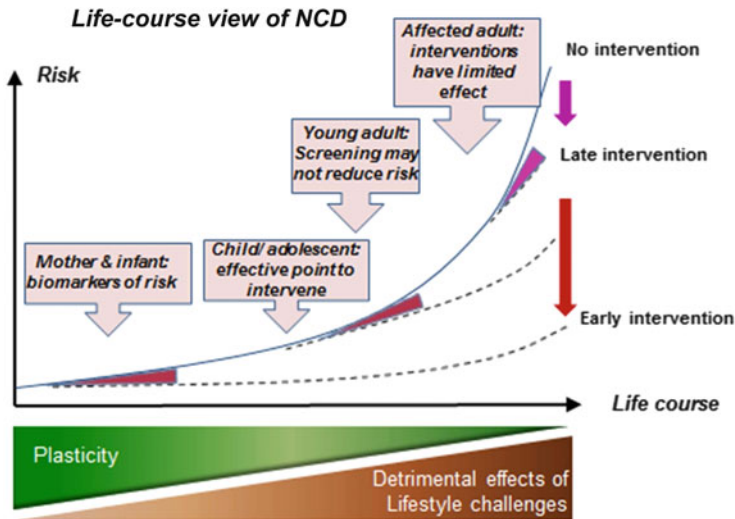 Life-course view of NCD
Risk
Affected adult:
interventions
have limited
effect
No intervention
Young adult:
Screening may
not reduce risk
Late intervention
Mother & infant:
biomarkers of risk
Child/ adolescent:
effective point to
intervene
Early intervention
Life course
Plasticity
Detrimental effects of
Lifestyle challenges